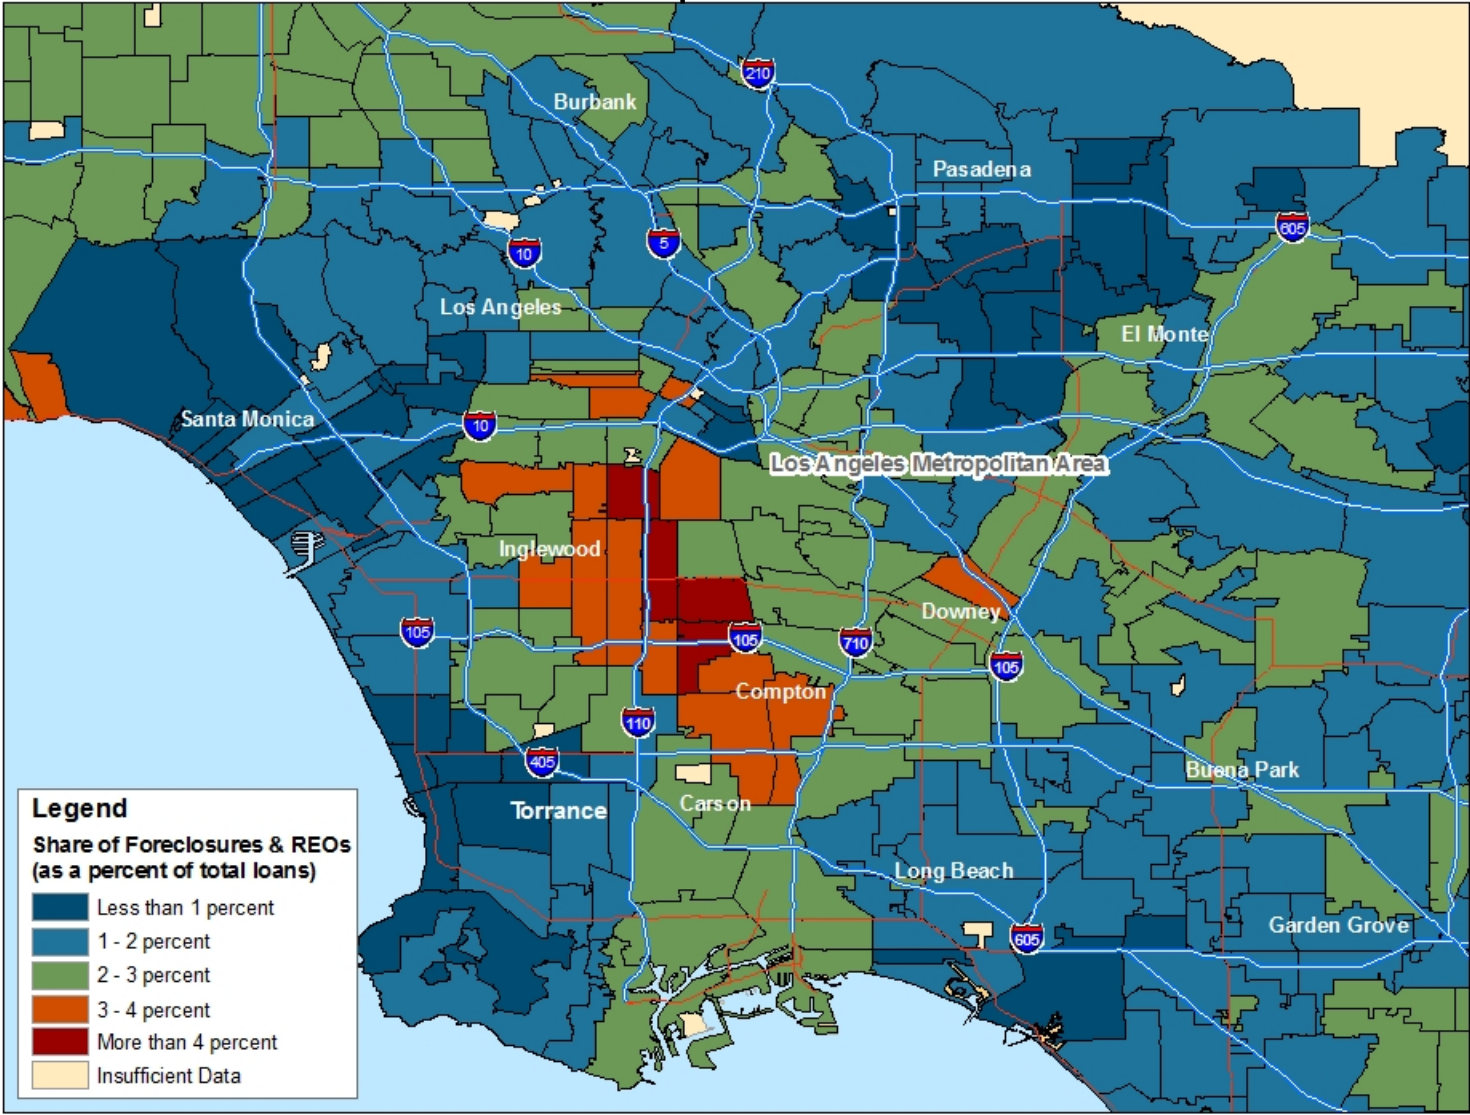 210
Burbank
Pasadena
605
10
5
Los Angeles
El Monte
Santa Monica
10
Los Angeles Metropolitan Area
Inglewood
Downey
105
105
710
105
Compton
110
405
Buena Park
Carson
Torrance
Long Beach
Garden Grove
605
Legend
Share of Foreclosures & REOs
(as a percent of total loans)
Less than 1 percent
1 - 2 percent
2 - 3 percent
3 - 4 percent
More than 4 percent
Insufficient Data